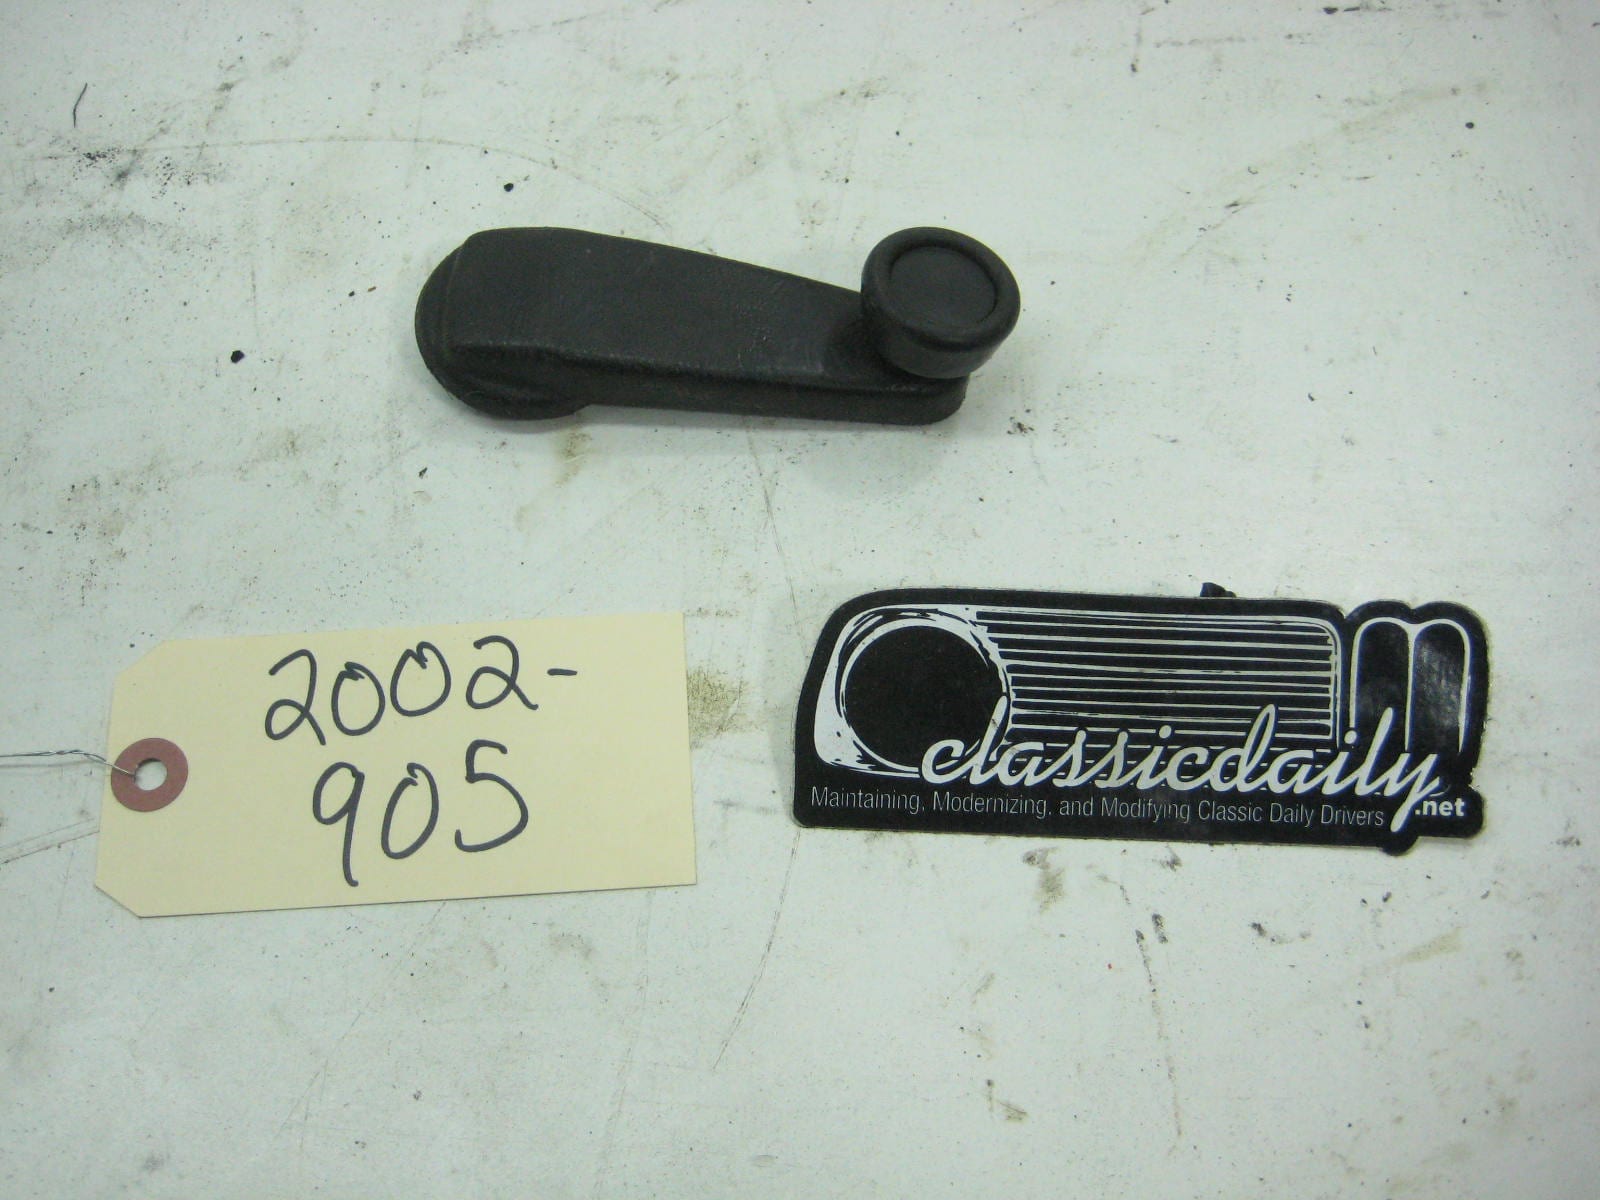 2002-
905
classicdaily
.net
Maintaining, Modernizing, and Modifying Classic Daily Drivers